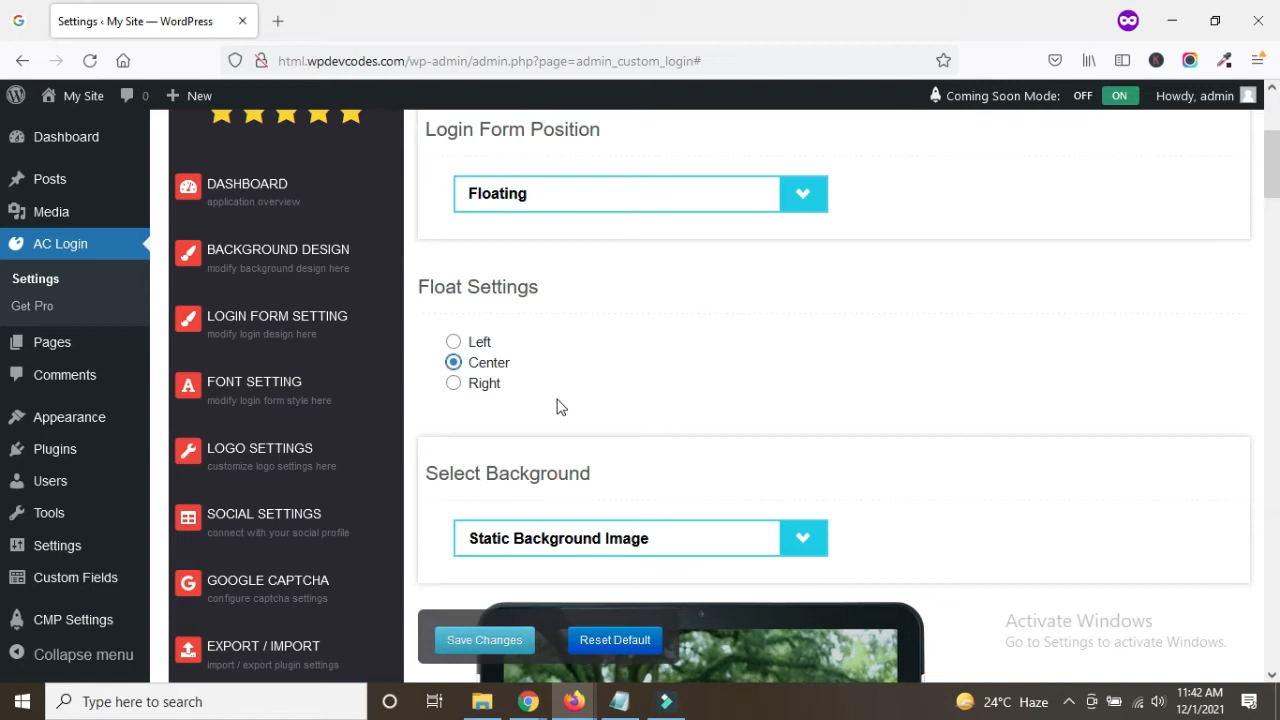 Settings ‹ My Site — WordPress
html.wpdevcodes.com/wp-admin/admin.php?page=admin_custom_login#
My Site
0
New
Coming Soon Mode:
OFF
ON
Howdy, admin
Dashboard
Posts
Media
AC Login
Settings
Get Pro
Pages
Comments
Appearance
Plugins
Users
Tools
Settings
Custom Fields
CMP Settings
Collapse menu
DASHBOARD
application overview
BACKGROUND DESIGN
modify background design here
LOGIN FORM SETTING
modify login design here
FONT SETTING
modify login form style here
LOGO SETTINGS
customize logo settings here
SOCIAL SETTINGS
connect with your social profile
GOOGLE CAPTCHA
configure captcha settings
EXPORT / IMPORT
import / export plugin settings
Login Form Position
Floating
Float Settings
Left
Center
Right
Select Background
Static Background Image
Save Changes
Reset Default
Activate Windows
Go to Settings to activate Windows.
Type here to search
24°C Haze
11:42 AM
12/1/2021